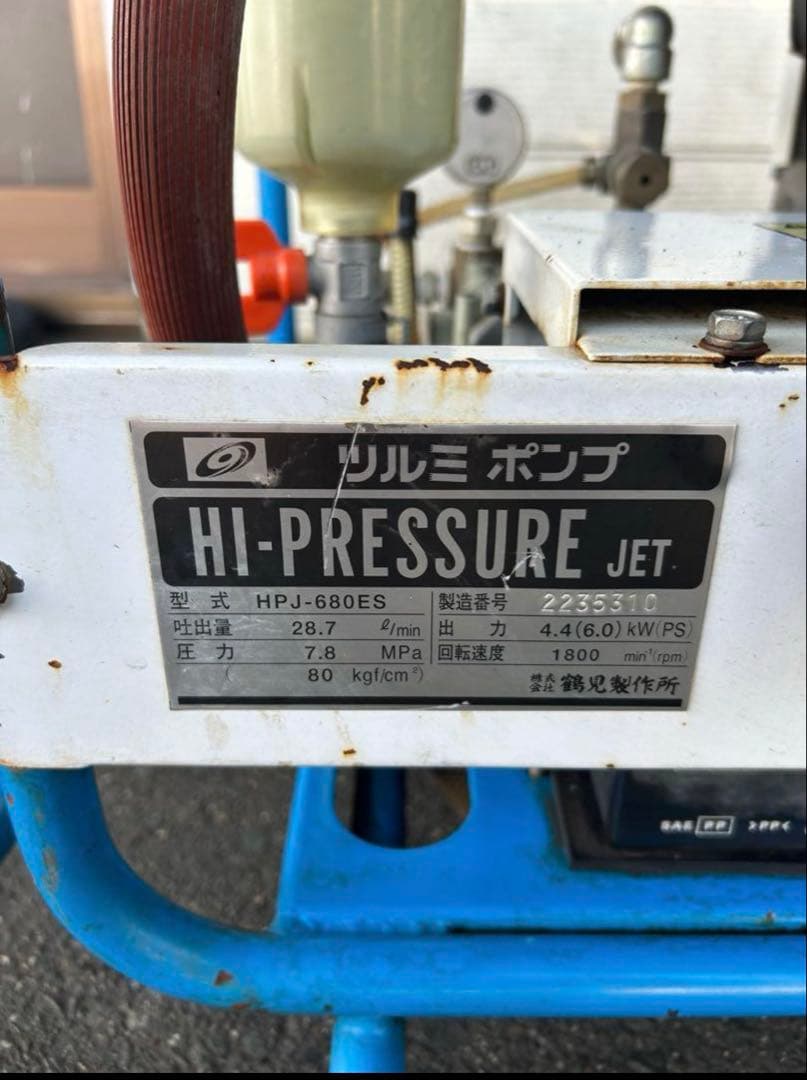 ツルミ ポンプ
HI-PRESSURE JET
型式 HPJ-680ES 製造番号 2235310
吐出量 28.7 ℓ/min 出力 4.4(6.0) kW(PS)
圧力 7.8 MPa 回転速度 1800 min⁻¹(rpm)
( 80 kgf/cm²) 株式会社 鶴見製作所
PP >PP<